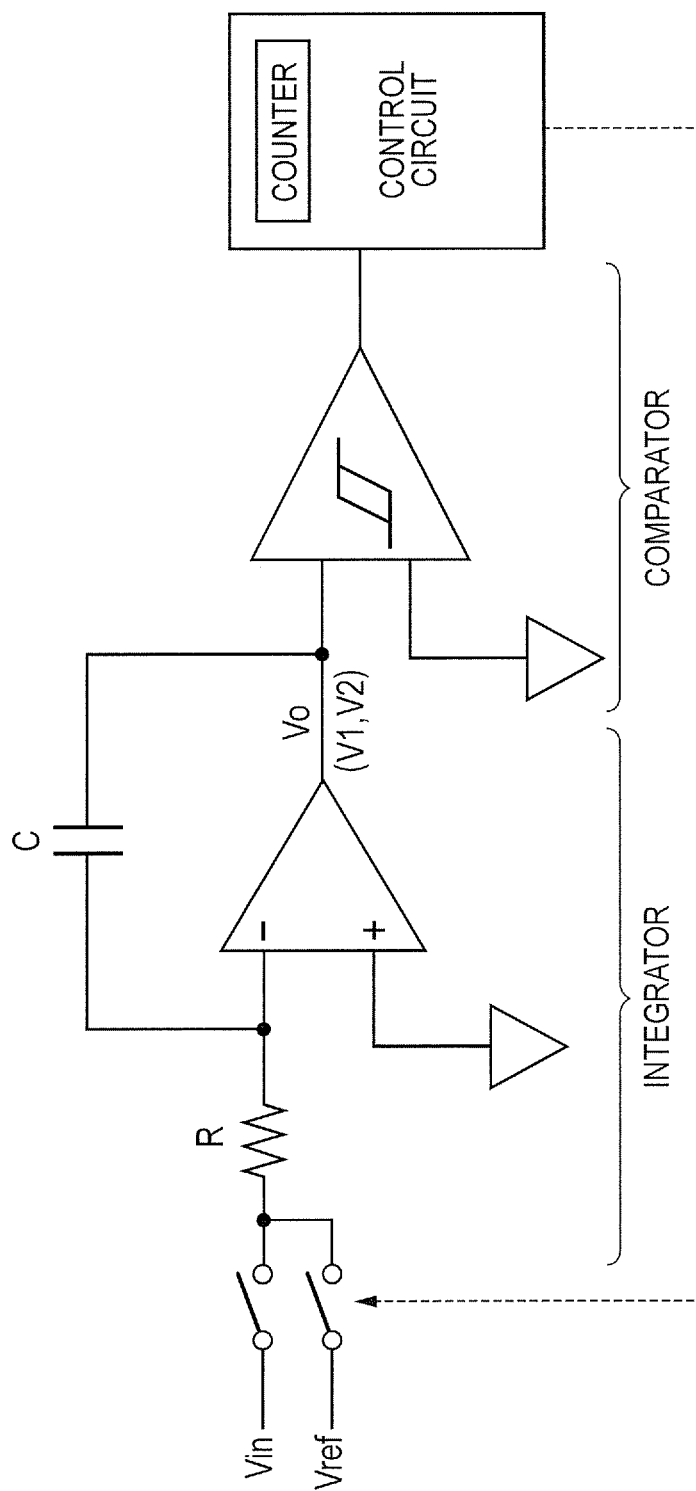 C
COUNTER
CONTROL
CIRCUIT
R
Vo
(V1,V2)
−
+
Vin
Vref
INTEGRATOR
COMPARATOR